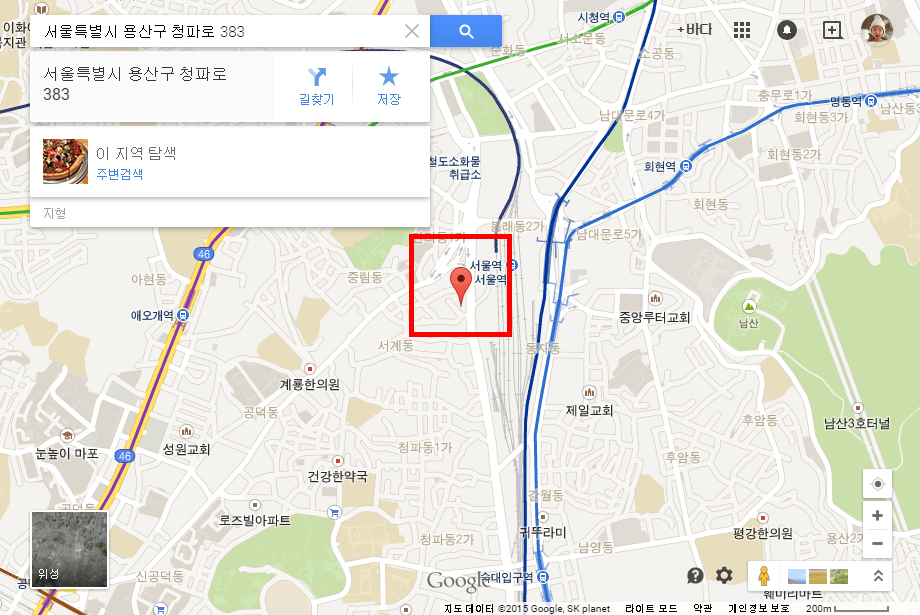 서울특별시 용산구 청파로 383
서울특별시 용산구 청파로
383
길찾기
저장
이 지역 탐색
주변검색
지형
+바다
시청역
서소문동
소공동
순화동
충무로1가
명동역
회현동3가
남대문로4가
회현동2가
회현역
회현동
철도소화물
취급소
봉래동2가
남대문로5가
서울역
서울역
46
아현동
중림동
애오개역
서계동
동자동
중앙루터교회
남산
계룡한의원
공덕동
제일교회
후암동
남산3호터널
눈높이 마포
성원교회
46
청파동1가
후암동
건강한약국
공덕동
갈월동
로즈빌아파트
귀뚜라미
평강한의원
청파동2가
남영동
용산2가
위성
신공덕동
Google
숙대입구역
해미리마트
지도 데이터 ©2015 Google, SK planet
라이트 모드
약관
개인정보 보호
200m